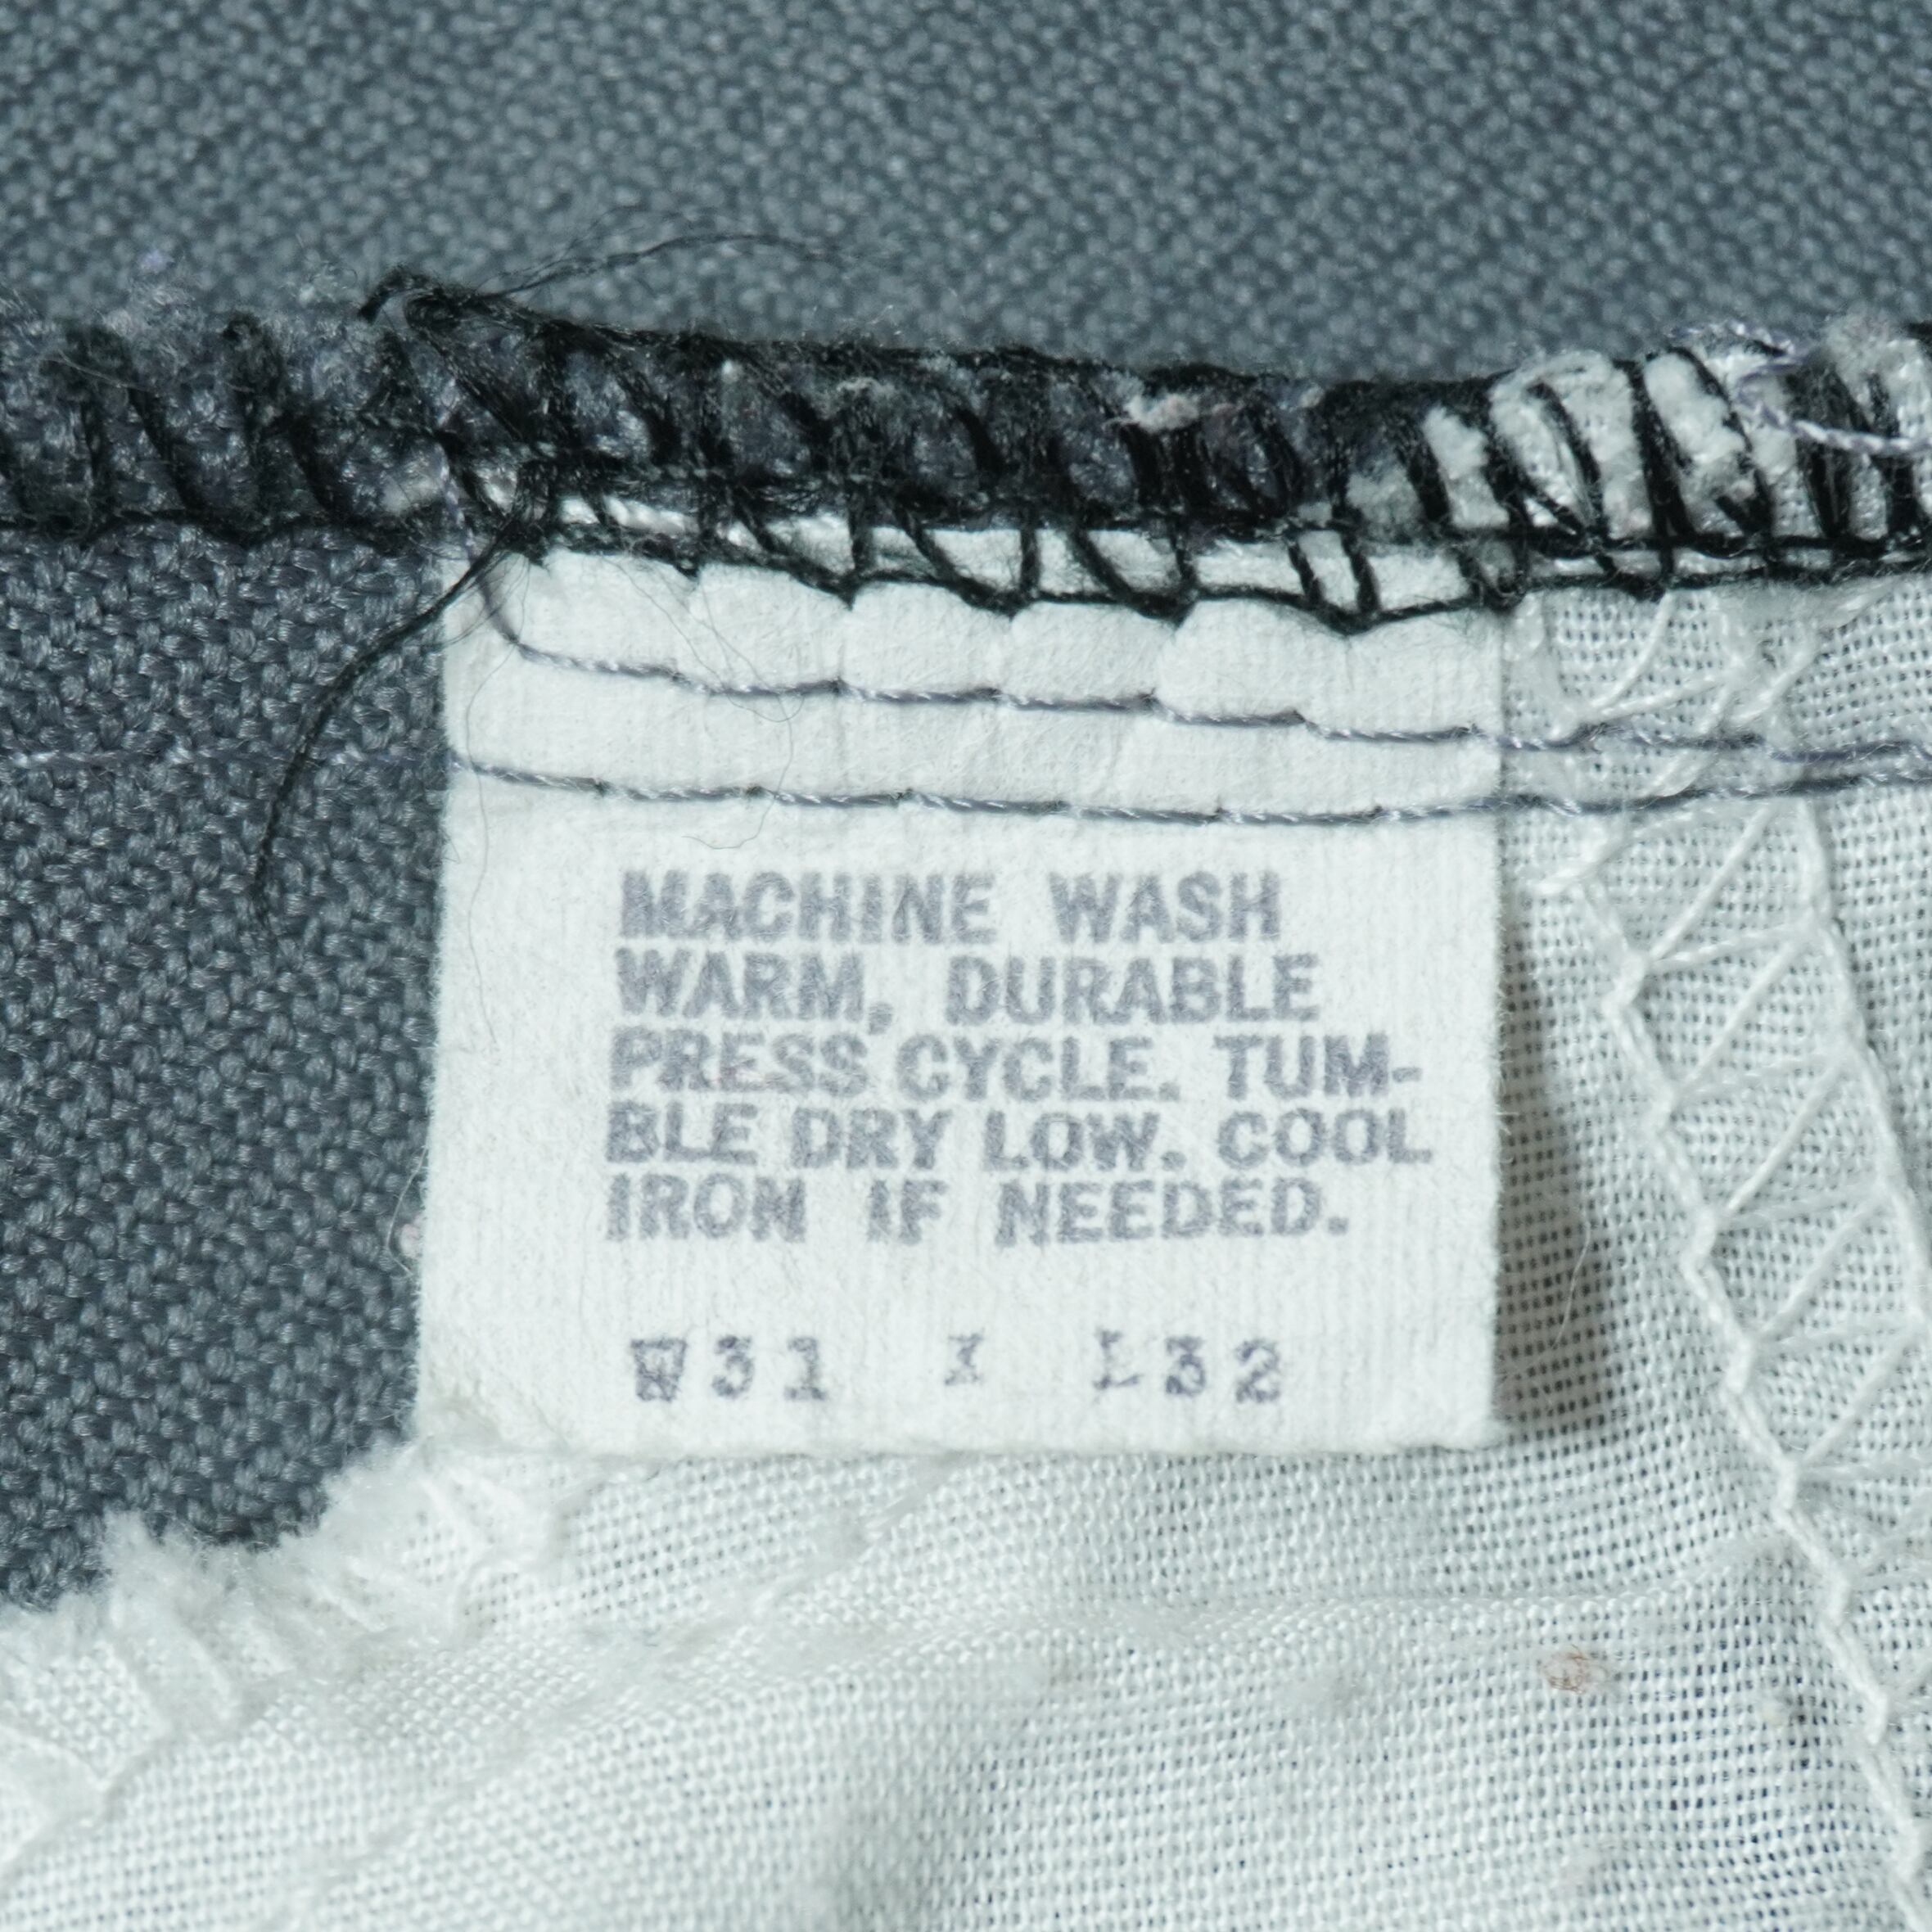 MACHINE WASH
WARM, DURABLE
PRESS CYCLE. TUM-
BLE DRY LOW. COOL
IRON IF NEEDED.
W31 X L32